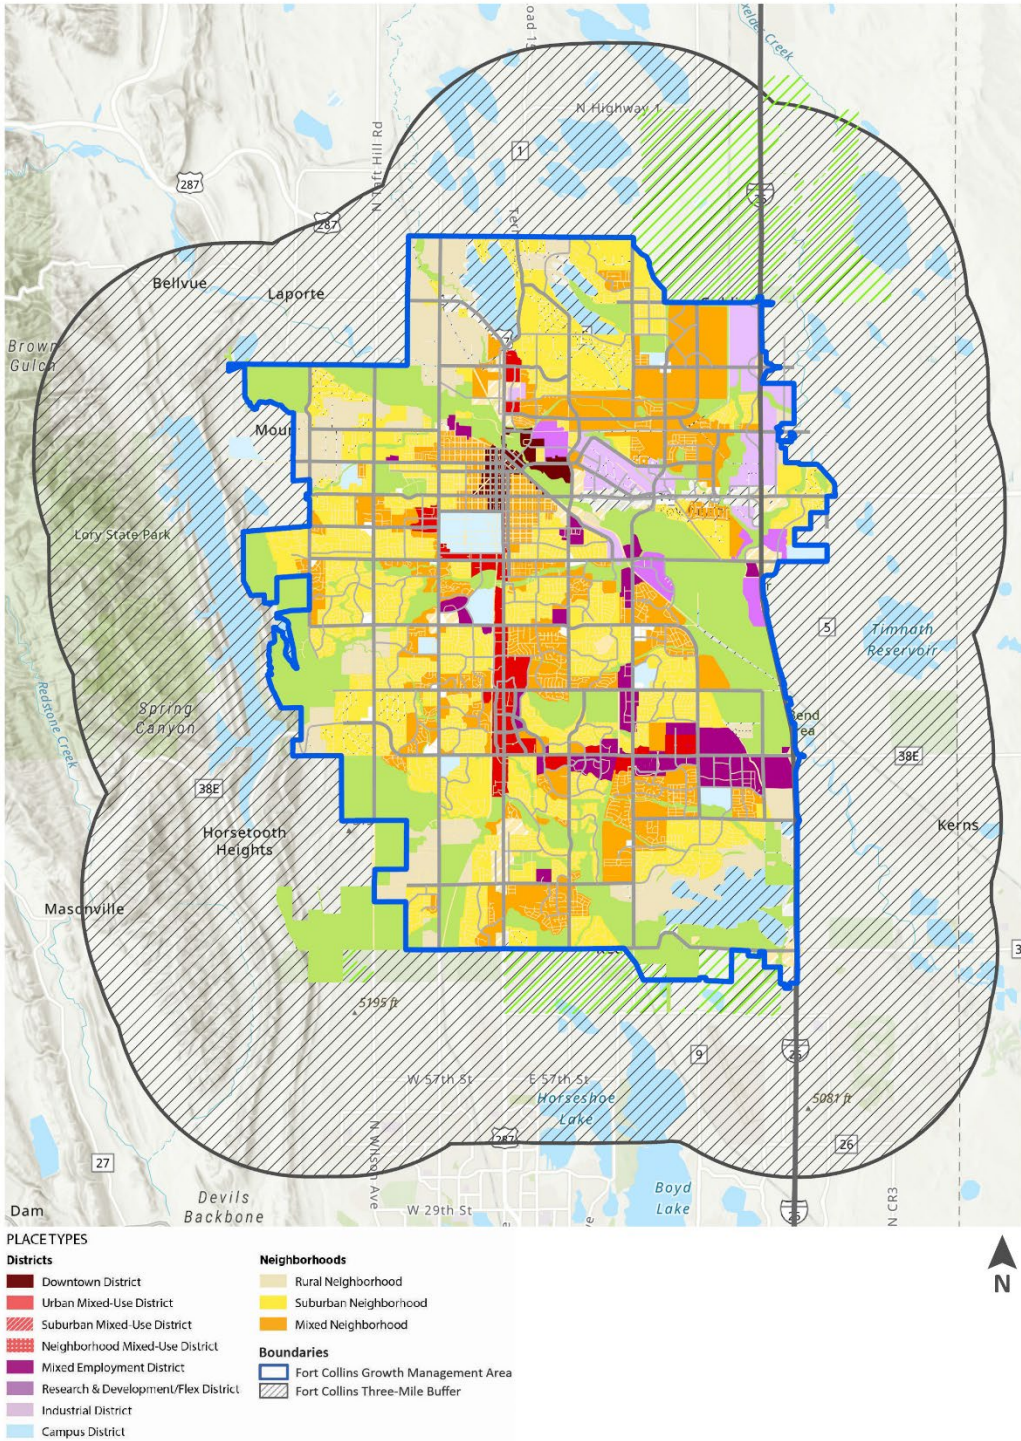 Creek
N Highway 1
N Taft Hill Rd
1
287
287
25
Bellvue
Laporte
Brown
Gulch
Lory State Park
5
Timnath
Reservoir
Redstone Creek
Spring
Canyon
38E
38E
Horsetooth
Heights
Kerns
Masonville
5195 ft
9
25
W 57th St
E 57th St
Horseshoe
Lake
5081 ft
287
26
27
N Wilson Ave
Devils
Backbone
Boyd
Lake
N CR3
Dam
W 29th St
25
PLACE TYPES
Districts
Downtown District
Urban Mixed-Use District
Suburban Mixed-Use District
Neighborhood Mixed-Use District
Mixed Employment District
Research & Development/Flex District
Industrial District
Campus District
Neighborhoods
Rural Neighborhood
Suburban Neighborhood
Mixed Neighborhood
Boundaries
Fort Collins Growth Management Area
Fort Collins Three-Mile Buffer
N